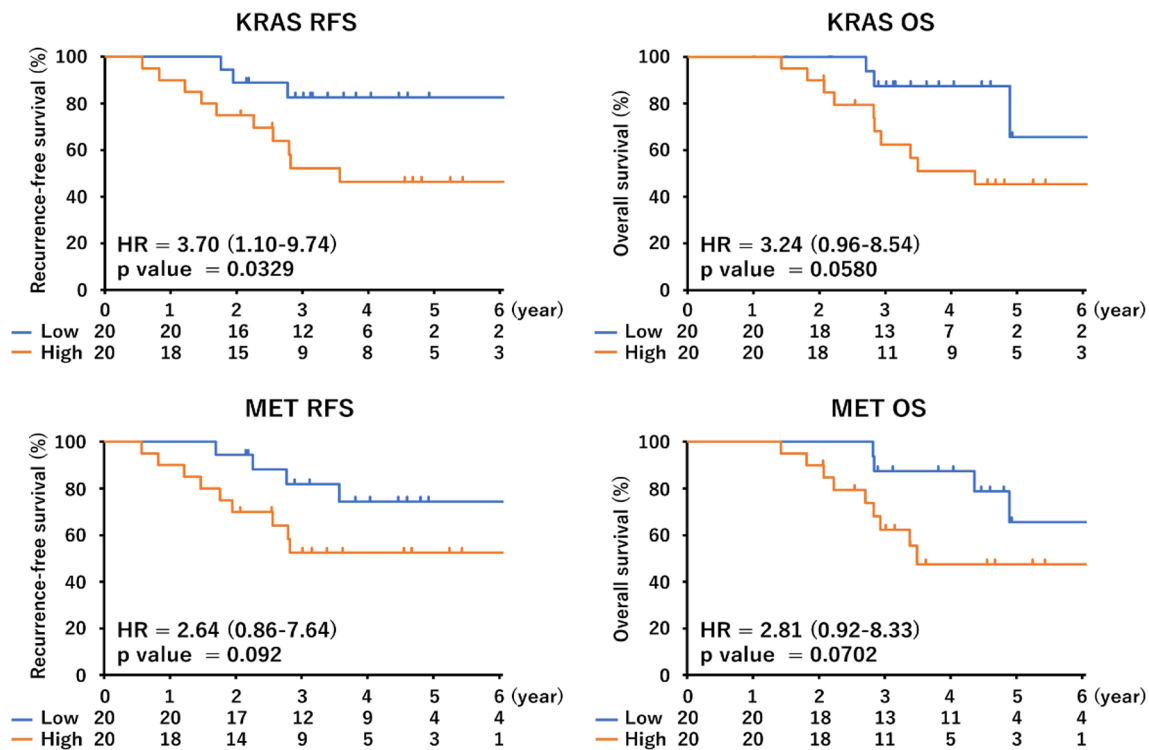 KRAS RFS
Recurrence-free survival (%)
100
80
60
40
20
0
HR = 3.70 (1.10-9.74)
p value = 0.0329
0 1 2 3 4 5 6 (year)
Low 20 20 16 12 6 2 2
High 20 18 15 9 8 5 3
KRAS OS
Overall survival (%)
100
80
60
40
20
0
HR = 3.24 (0.96-8.54)
p value = 0.0580
0 1 2 3 4 5 6 (year)
Low 20 20 18 13 7 2 2
High 20 20 18 11 9 5 3
MET RFS
Recurrence-free survival (%)
100
80
60
40
20
0
HR = 2.64 (0.86-7.64)
p value = 0.092
0 1 2 3 4 5 6 (year)
Low 20 20 17 12 9 4 4
High 20 18 14 9 5 3 1
MET OS
Overall survival (%)
100
80
60
40
20
0
HR = 2.81 (0.92-8.33)
p value = 0.0702
0 1 2 3 4 5 6 (year)
Low 20 20 18 13 11 4 4
High 20 20 18 11 5 3 1